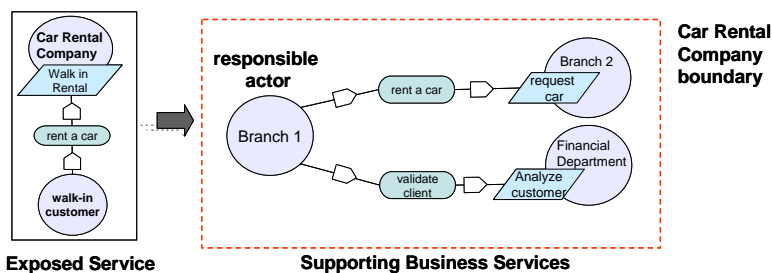 Car Rental
Company
Walk in
Rental
rent a car
walk-in
customer
Exposed Service
responsible
actor
Branch 1
rent a car
Branch 2
request
car
validate
client
Financial
Department
Analyze
customer
Supporting Business Services
Car Rental
Company
boundary